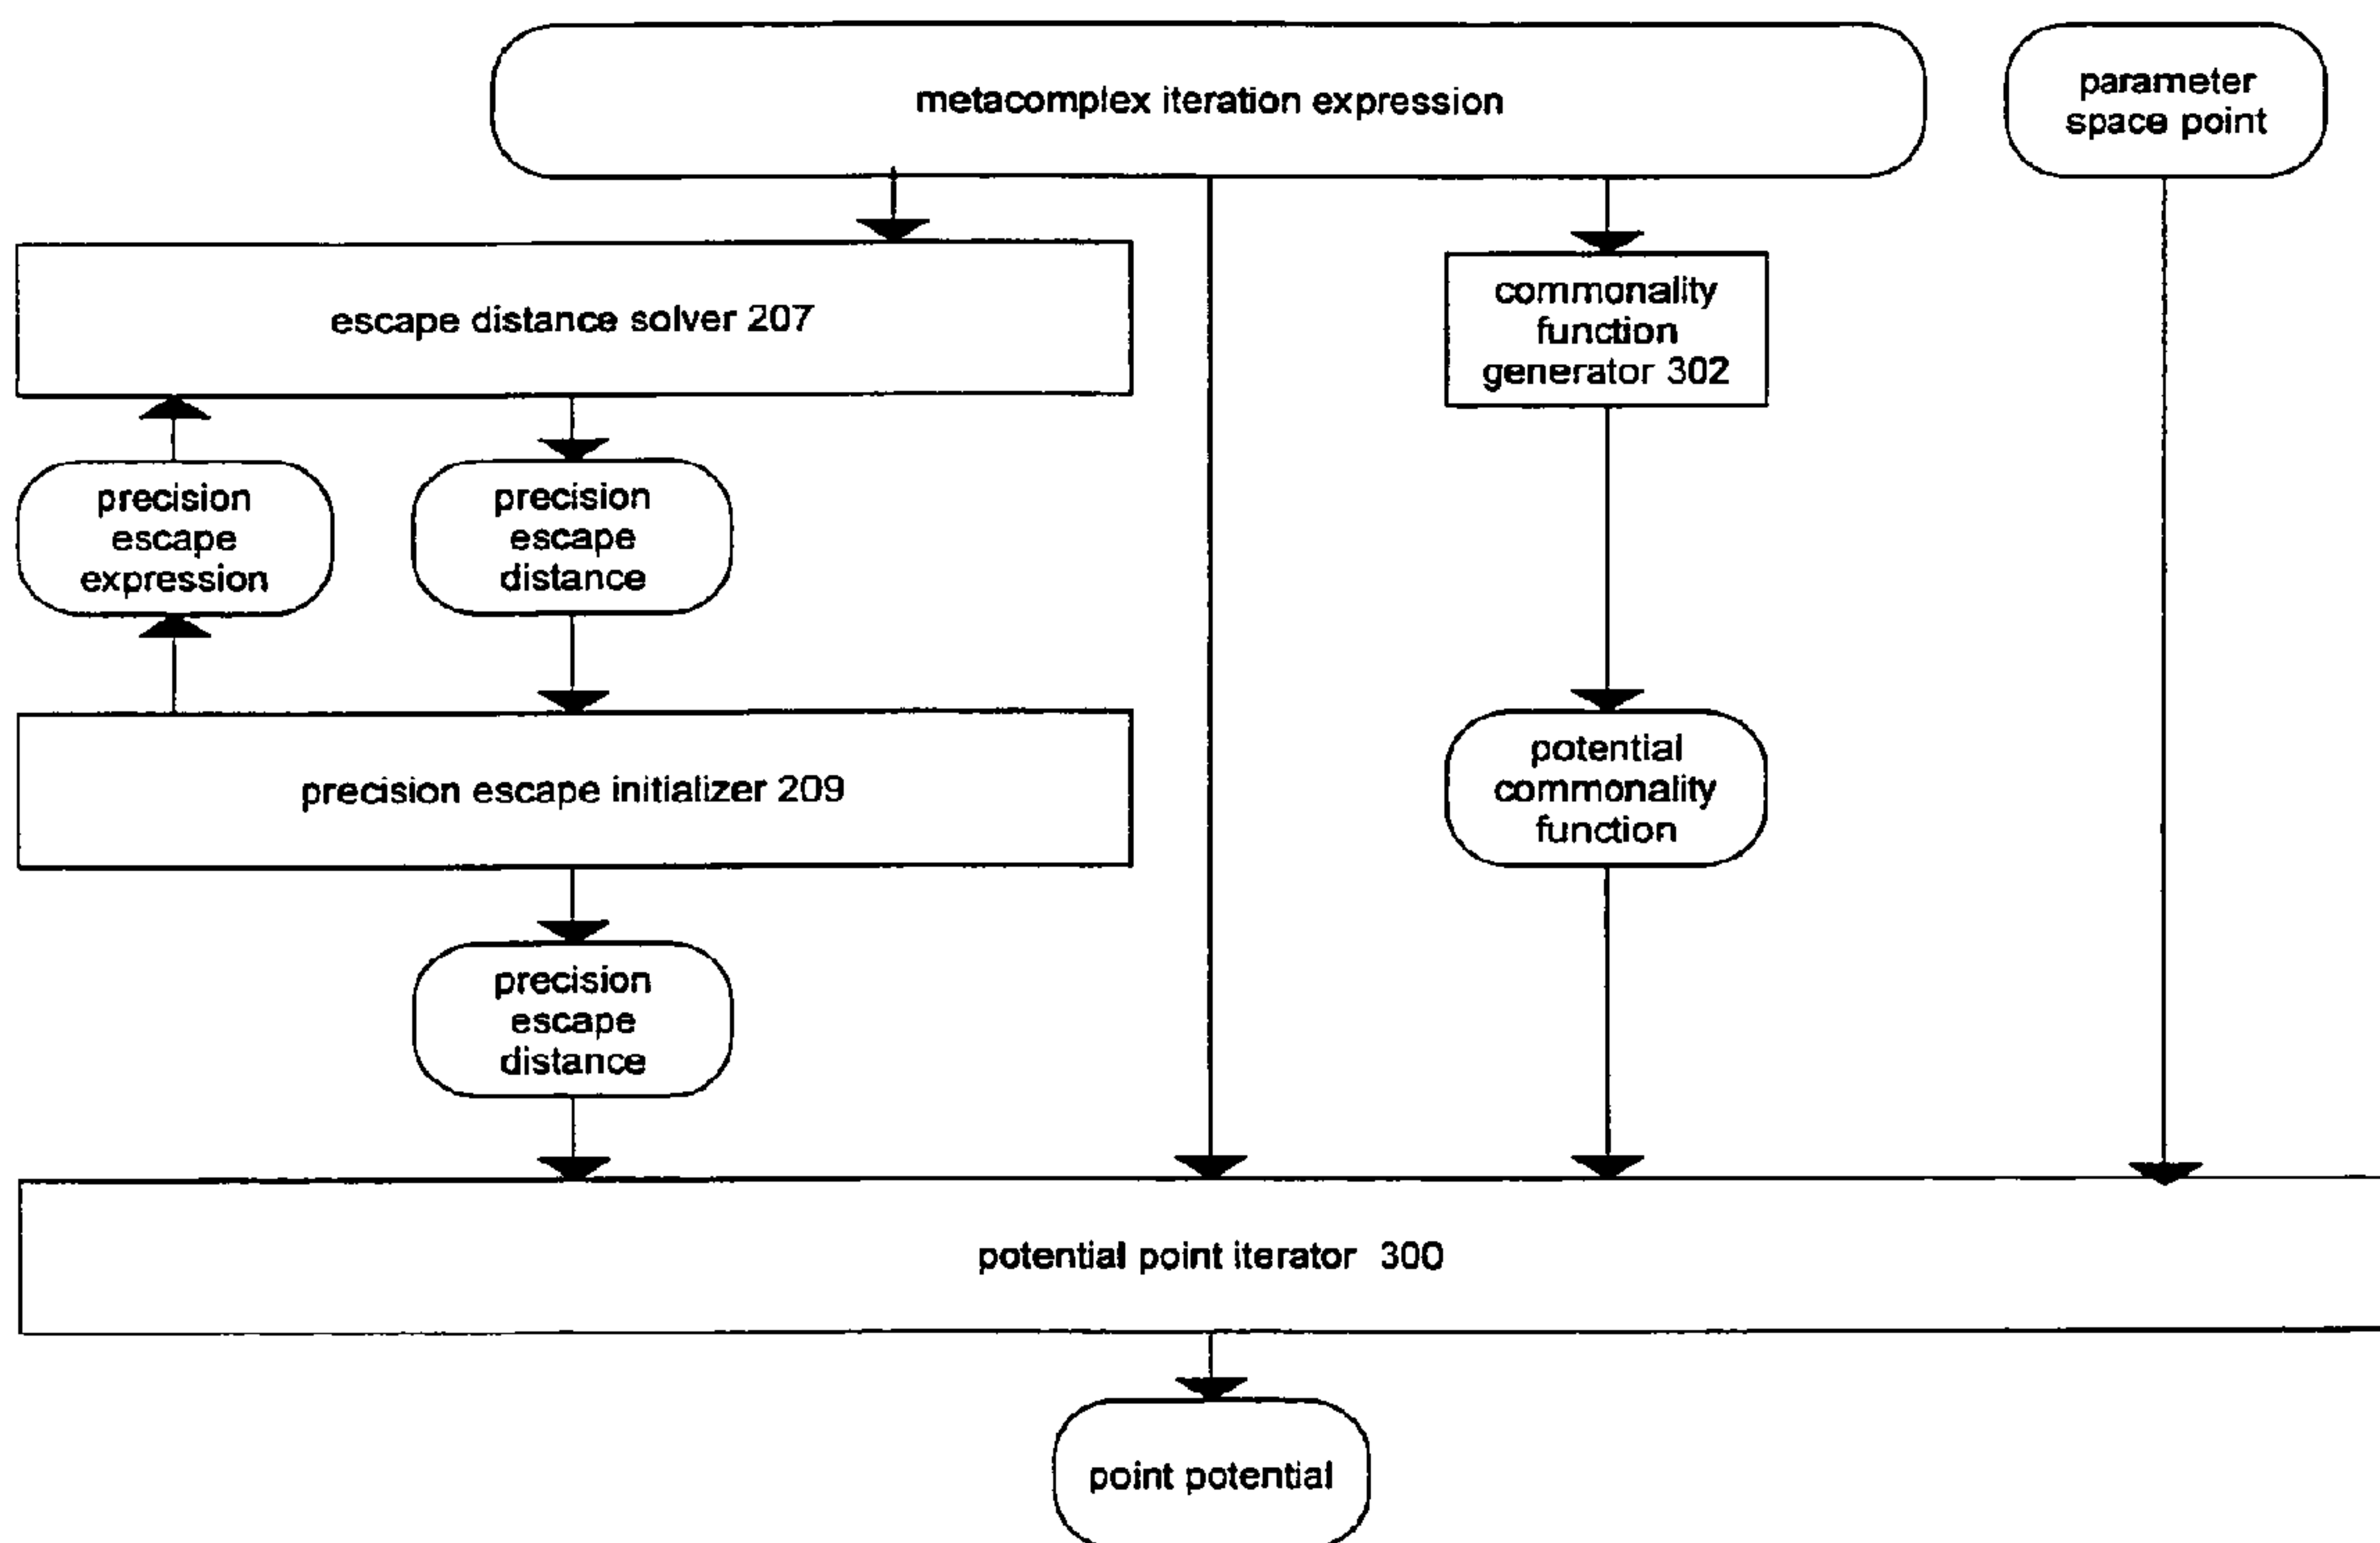 metacomplex iteration expression
parameter
space point
escape distance solver 207
commonality
function
generator 302
precision
escape
expression
precision
escape
distance
precision escape initializer 209
potential
commonality
function
precision
escape
distance
potential point iterator 300
point potential